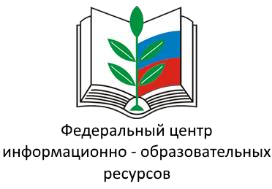 Федеральный центр
информационно - образовательных
ресурсов